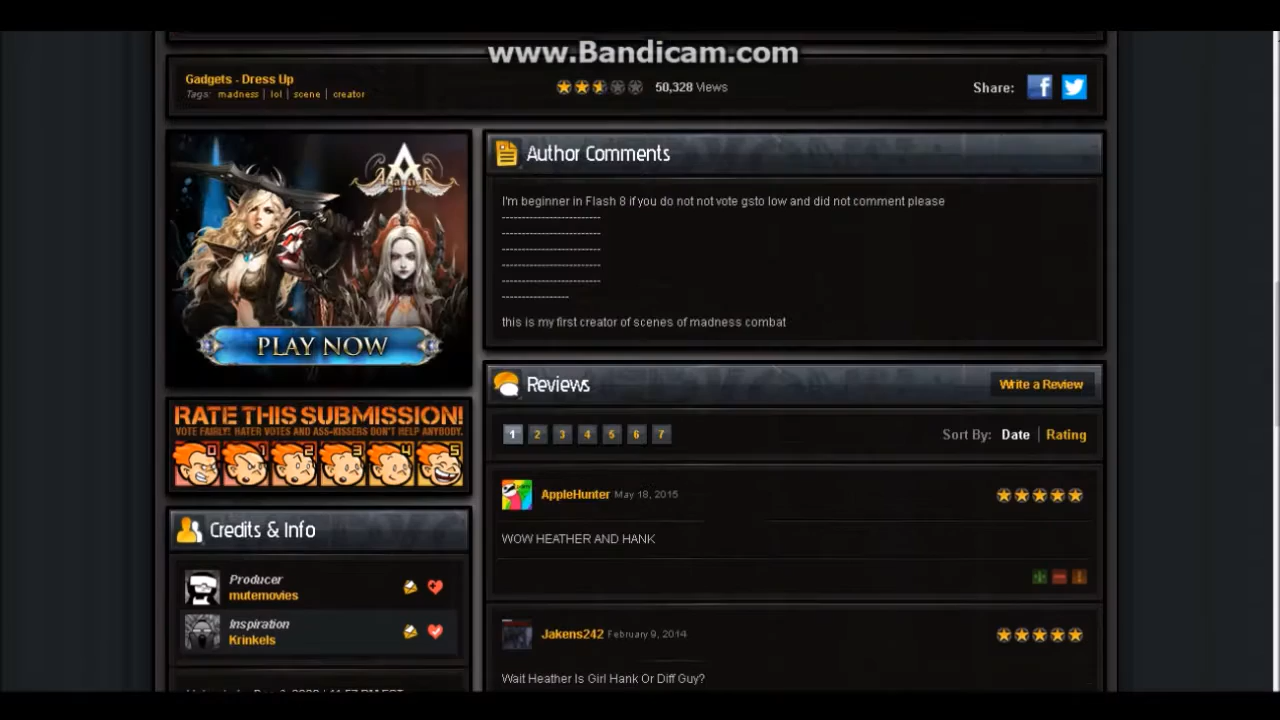 www.Bandicam.com
Gadgets - Dress Up
Tags: madness | lol | scene | creator
50,328 Views
Share:
PLAY NOW
Author Comments
I'm beginner in Flash 8 if you do not not vote gsto low and did not comment please
-------------------------
-------------------------
-------------------------
-------------------------
-------------------------
-----------------
this is my first creator of scenes of madness combat
Reviews
Write a Review
1 2 3 4 5 6 7
Sort By: Date | Rating
RATE THIS SUBMISSION!
VOTE FAIRLY! HATER VOTES AND ASS-KISSERS DON'T HELP ANYBODY.
0 1 2 3 4 5
AppleHunter May 18, 2015
WOW HEATHER AND HANK
Credits & Info
Producer
mutemovies
Inspiration
Krinkels
Jakens242 February 9, 2014
Wait Heather Is Girl Hank Or Diff Guy?